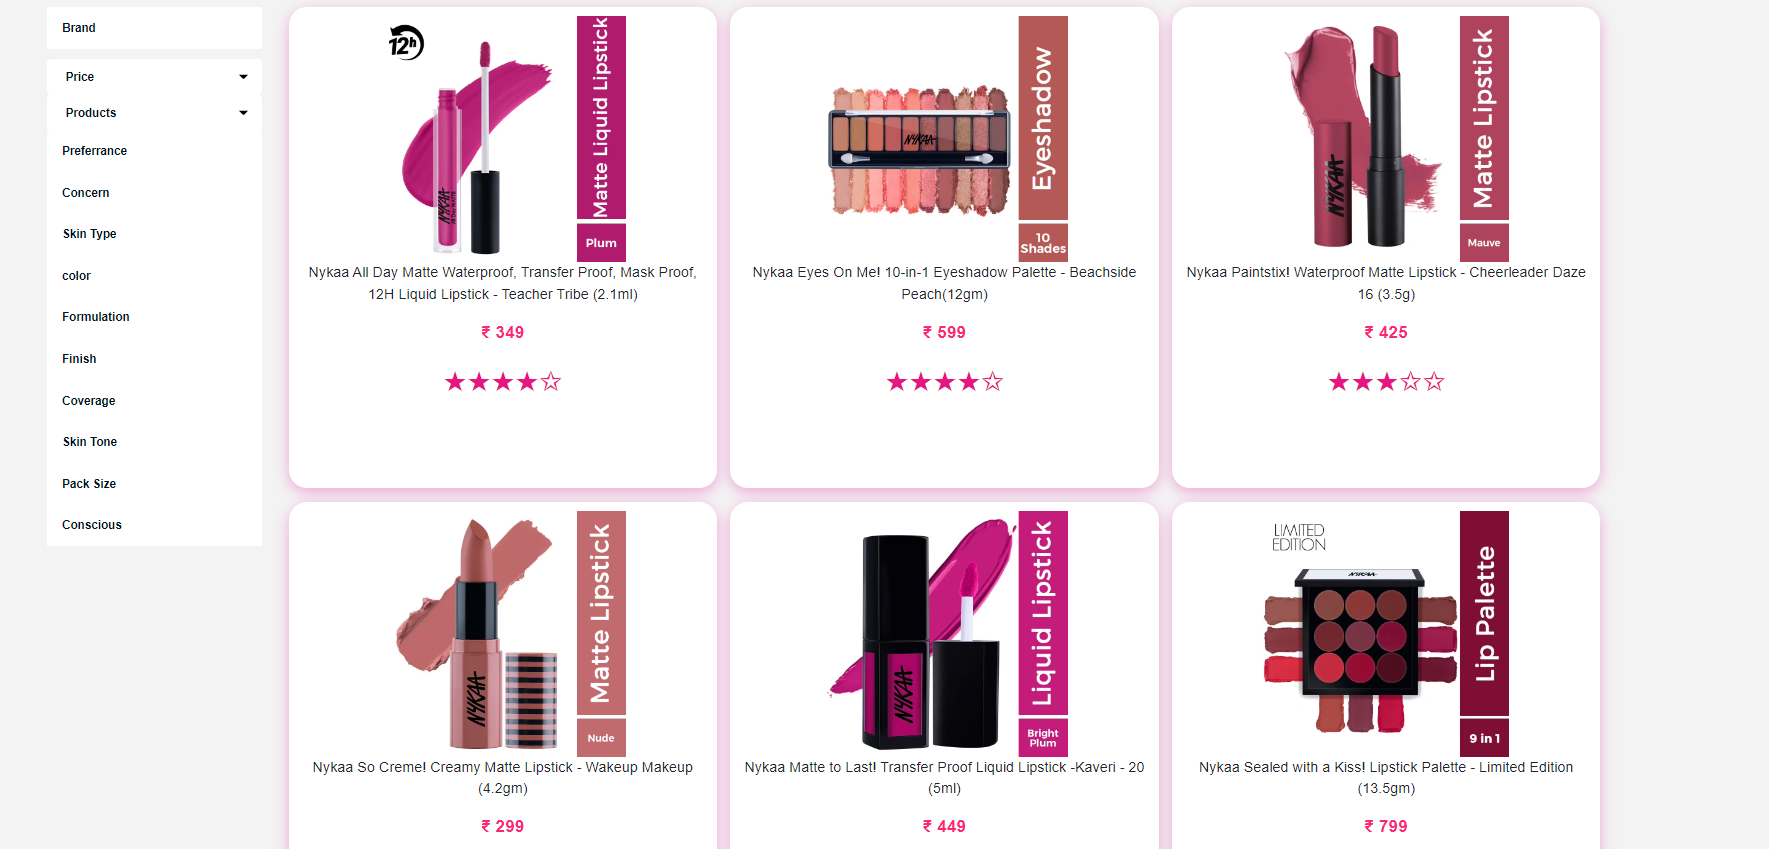 Brand
Price
Products
Preferrance
Concern
Skin Type
color
Formulation
Finish
Coverage
Skin Tone
Pack Size
Conscious
12h
NYKAA
Matte Liquid Lipstick
Plum
Nykaa All Day Matte Waterproof, Transfer Proof, Mask Proof,
12H Liquid Lipstick - Teacher Tribe (2.1ml)
₹ 349
NYKAA
Eyeshadow
10
Shades
Nykaa Eyes On Me! 10-in-1 Eyeshadow Palette - Beachside
Peach(12gm)
₹ 599
NYKAA
Matte Lipstick
Mauve
Nykaa Paintstix! Waterproof Matte Lipstick - Cheerleader Daze
16 (3.5g)
₹ 425
NYKAA
Matte Lipstick
Nude
Nykaa So Creme! Creamy Matte Lipstick - Wakeup Makeup
(4.2gm)
₹ 299
NYKAA
Liquid Lipstick
Bright
Plum
Nykaa Matte to Last! Transfer Proof Liquid Lipstick -Kaveri - 20
(5ml)
₹ 449
LIMITED
EDITION
NYKAA
Lip Palette
9 in 1
Nykaa Sealed with a Kiss! Lipstick Palette - Limited Edition
(13.5gm)
₹ 799